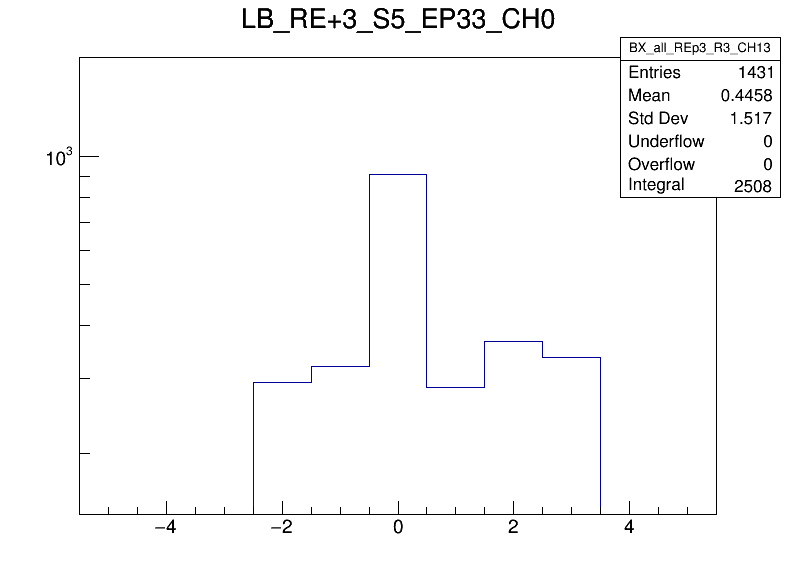 LB_RE+3_S5_EP33_CH0
BX_all_REp3_R3_CH13
Entries 1431
Mean 0.4458
Std Dev 1.517
Underflow 0
Overflow 0
Integral 2508
10³
−4 −2 0 2 4